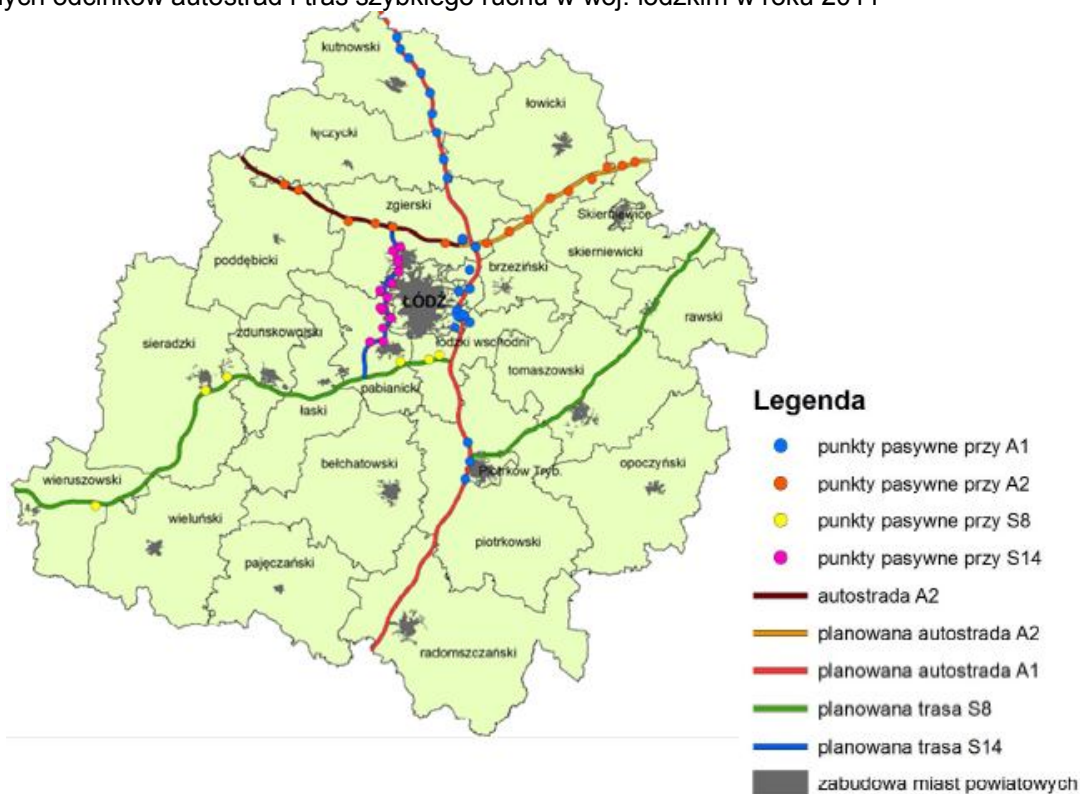 nych odcinków autostrad i tras szybkiego ruchu w woj. łódzkim w roku 2011
kutnowski
łowicki
łęczycki
zgierski
Skierniewice
skierniewicki
poddębicki
brzeziński
ŁÓDŹ
rawski
sieradzki
zduńskowolski
łódzki wschodni
tomaszowski
pabianicki
łaski
bełchatowski
Piotrków Tryb.
opoczyński
wieruszowski
wieluński
piotrkowski
pajęczański
radomszczański
Legenda
punkty pasywne przy A1
punkty pasywne przy A2
punkty pasywne przy S8
punkty pasywne przy S14
autostrada A2
planowana autostrada A2
planowana autostrada A1
planowana trasa S8
planowana trasa S14
zabudowa miast powiatowych